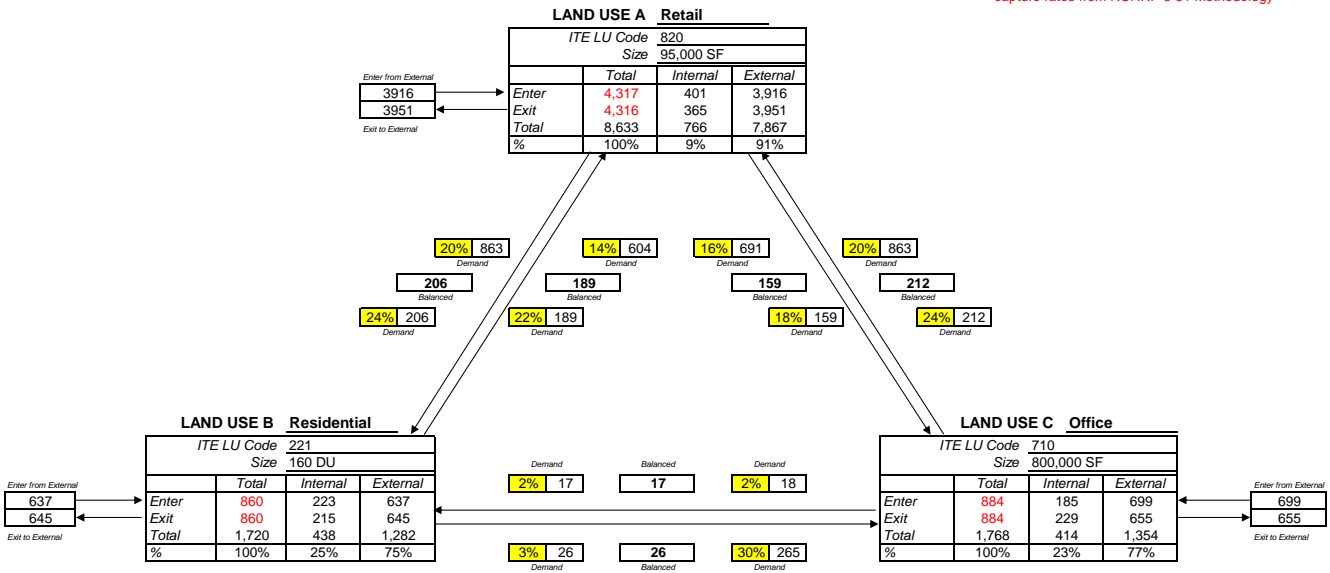 LAND USE A Retail
ITE LU Code 820
Size 95,000 SF
Total Internal External
Enter 4,317 401 3,916
Exit 4,316 365 3,951
Total 8,633 766 7,867
% 100% 9% 91%
Enter from External
3916
3951
Exit to External
20% 863
Demand
14% 604
Demand
16% 691
Demand
20% 863
Demand
206
Balanced
189
Balanced
159
Balanced
212
Balanced
24% 206
Demand
22% 189
Demand
18% 159
Demand
24% 212
Demand
LAND USE B Residential
ITE LU Code 221
Size 160 DU
Total Internal External
Enter 860 223 637
Exit 860 215 645
Total 1,720 438 1,282
% 100% 25% 75%
Enter from External
637
645
Exit to External
Demand Balanced Demand
2% 17 17 2% 18
3% 26 26 30% 265
Demand Balanced Demand
LAND USE C Office
ITE LU Code 710
Size 800,000 SF
Total Internal External
Enter 884 185 699
Exit 884 229 655
Total 1,768 414 1,354
% 100% 23% 77%
Enter from External
699
655
Exit to External